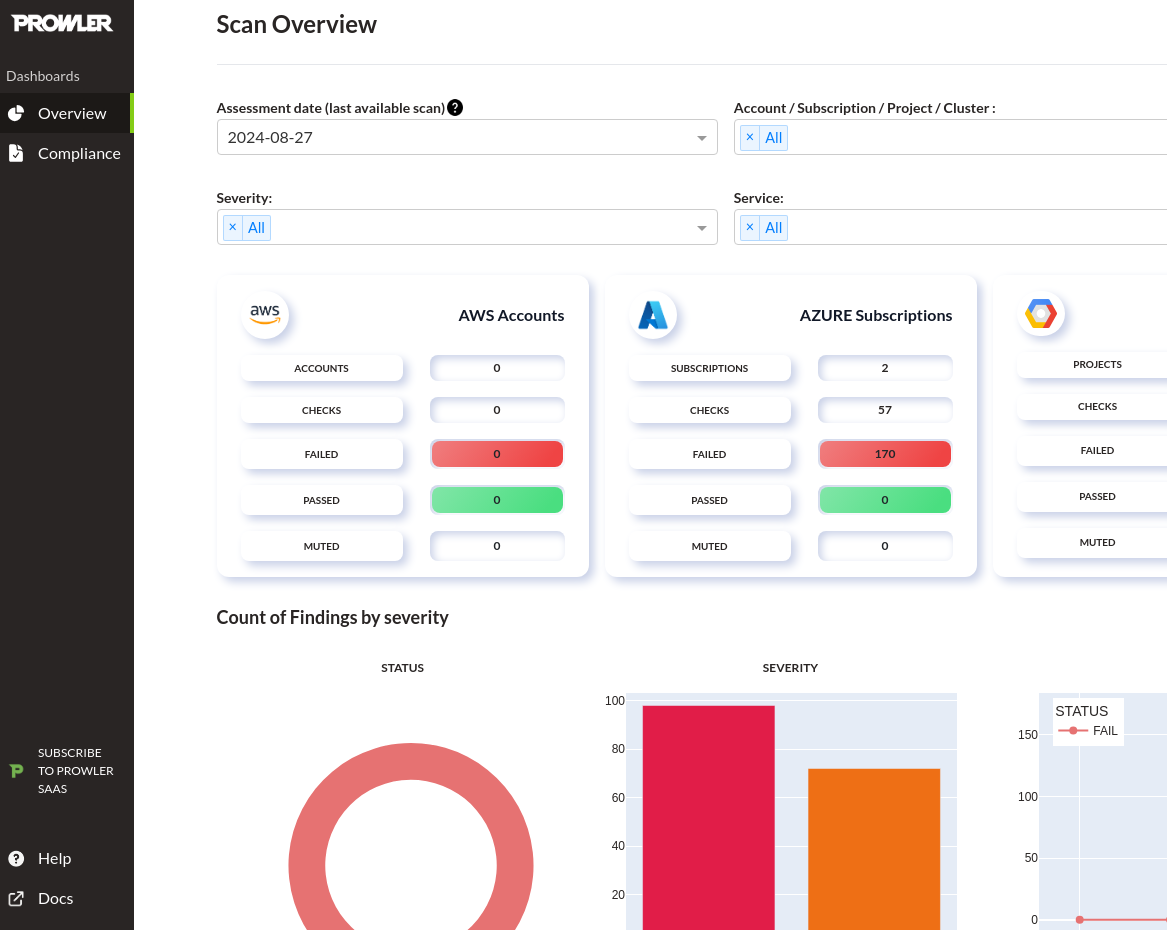 PROWLER
Dashboards
Overview
Compliance
SUBSCRIBE
TO PROWLER
SAAS
Help
Docs
Scan Overview
Assessment date (last available scan) ?
Account / Subscription / Project / Cluster :
2024-08-27
× All
Severity:
Service:
× All
× All
aws
AWS Accounts
ACCOUNTS 0
CHECKS 0
FAILED 0
PASSED 0
MUTED 0
AZURE Subscriptions
SUBSCRIPTIONS 2
CHECKS 57
FAILED 170
PASSED 0
MUTED 0
PROJECTS
CHECKS
FAILED
PASSED
MUTED
Count of Findings by severity
STATUS
SEVERITY
100
80
60
40
20
STATUS
FAIL
150
100
50
0